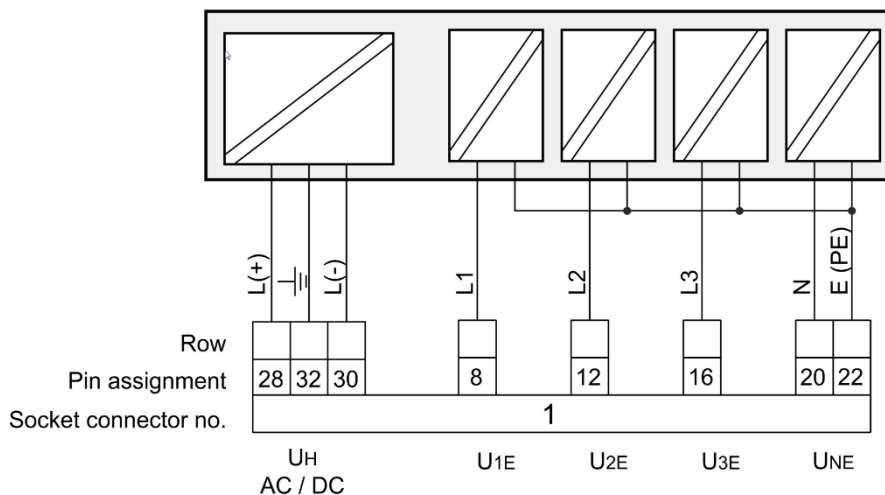 L(+) L(-) L1 L2 L3 N E (PE)
Row
Pin assignment 28 32 30 8 12 16 20 22
Socket connector no. 1
UH U1E U2E U3E UNE
AC / DC